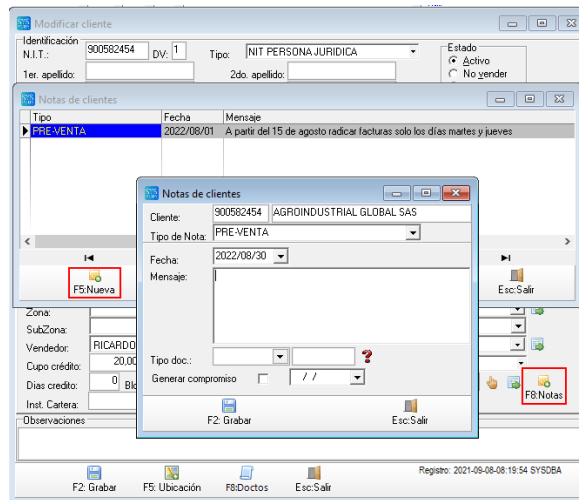 Modificar cliente
Identificación
N.I.T.: 900582454 DV: 1 Tipo: NIT PERSONA JURIDICA
Estado
Activo
1er. apellido: 2do. apellido: No vender
Notas de clientes
Tipo Fecha Mensaje
PRE-VENTA 2022/08/01 A partir del 15 de agosto radicar facturas solo los días martes y jueves
Notas de clientes
Cliente: 900582454 AGROINDUSTRIAL GLOBAL SAS
Tipo de Nota: PRE-VENTA
Fecha: 2022/08/30
Mensaje:
F5:Nueva
Esc:Salir
Zona:
SubZona:
Vendedor: RICARDO
Cupo crédito: 20,00
Tipo doc.:
Dias credito: 0 Blo
Generar compromiso / /
F8:Notas
Inst. Cartera:
F2: Grabar Esc:Salir
Observaciones
Registro: 2021-09-08-08:19:54 SYSDBA
F2: Grabar F5: Ubicación F8:Doctos Esc:Salir